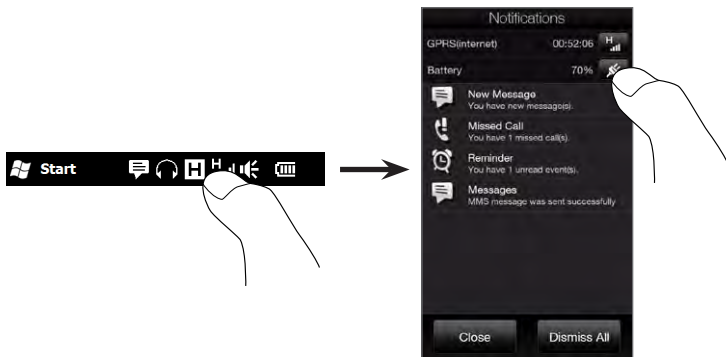 Start
H
H
Notifications
GPRS(internet) 00:52:06 H
Battery 70%
New Message
You have new message(s).
Missed Call
You have 1 missed call(s).
Reminder
You have 1 unread event(s).
Messages
MMS message was sent successfully
Close Dismiss All